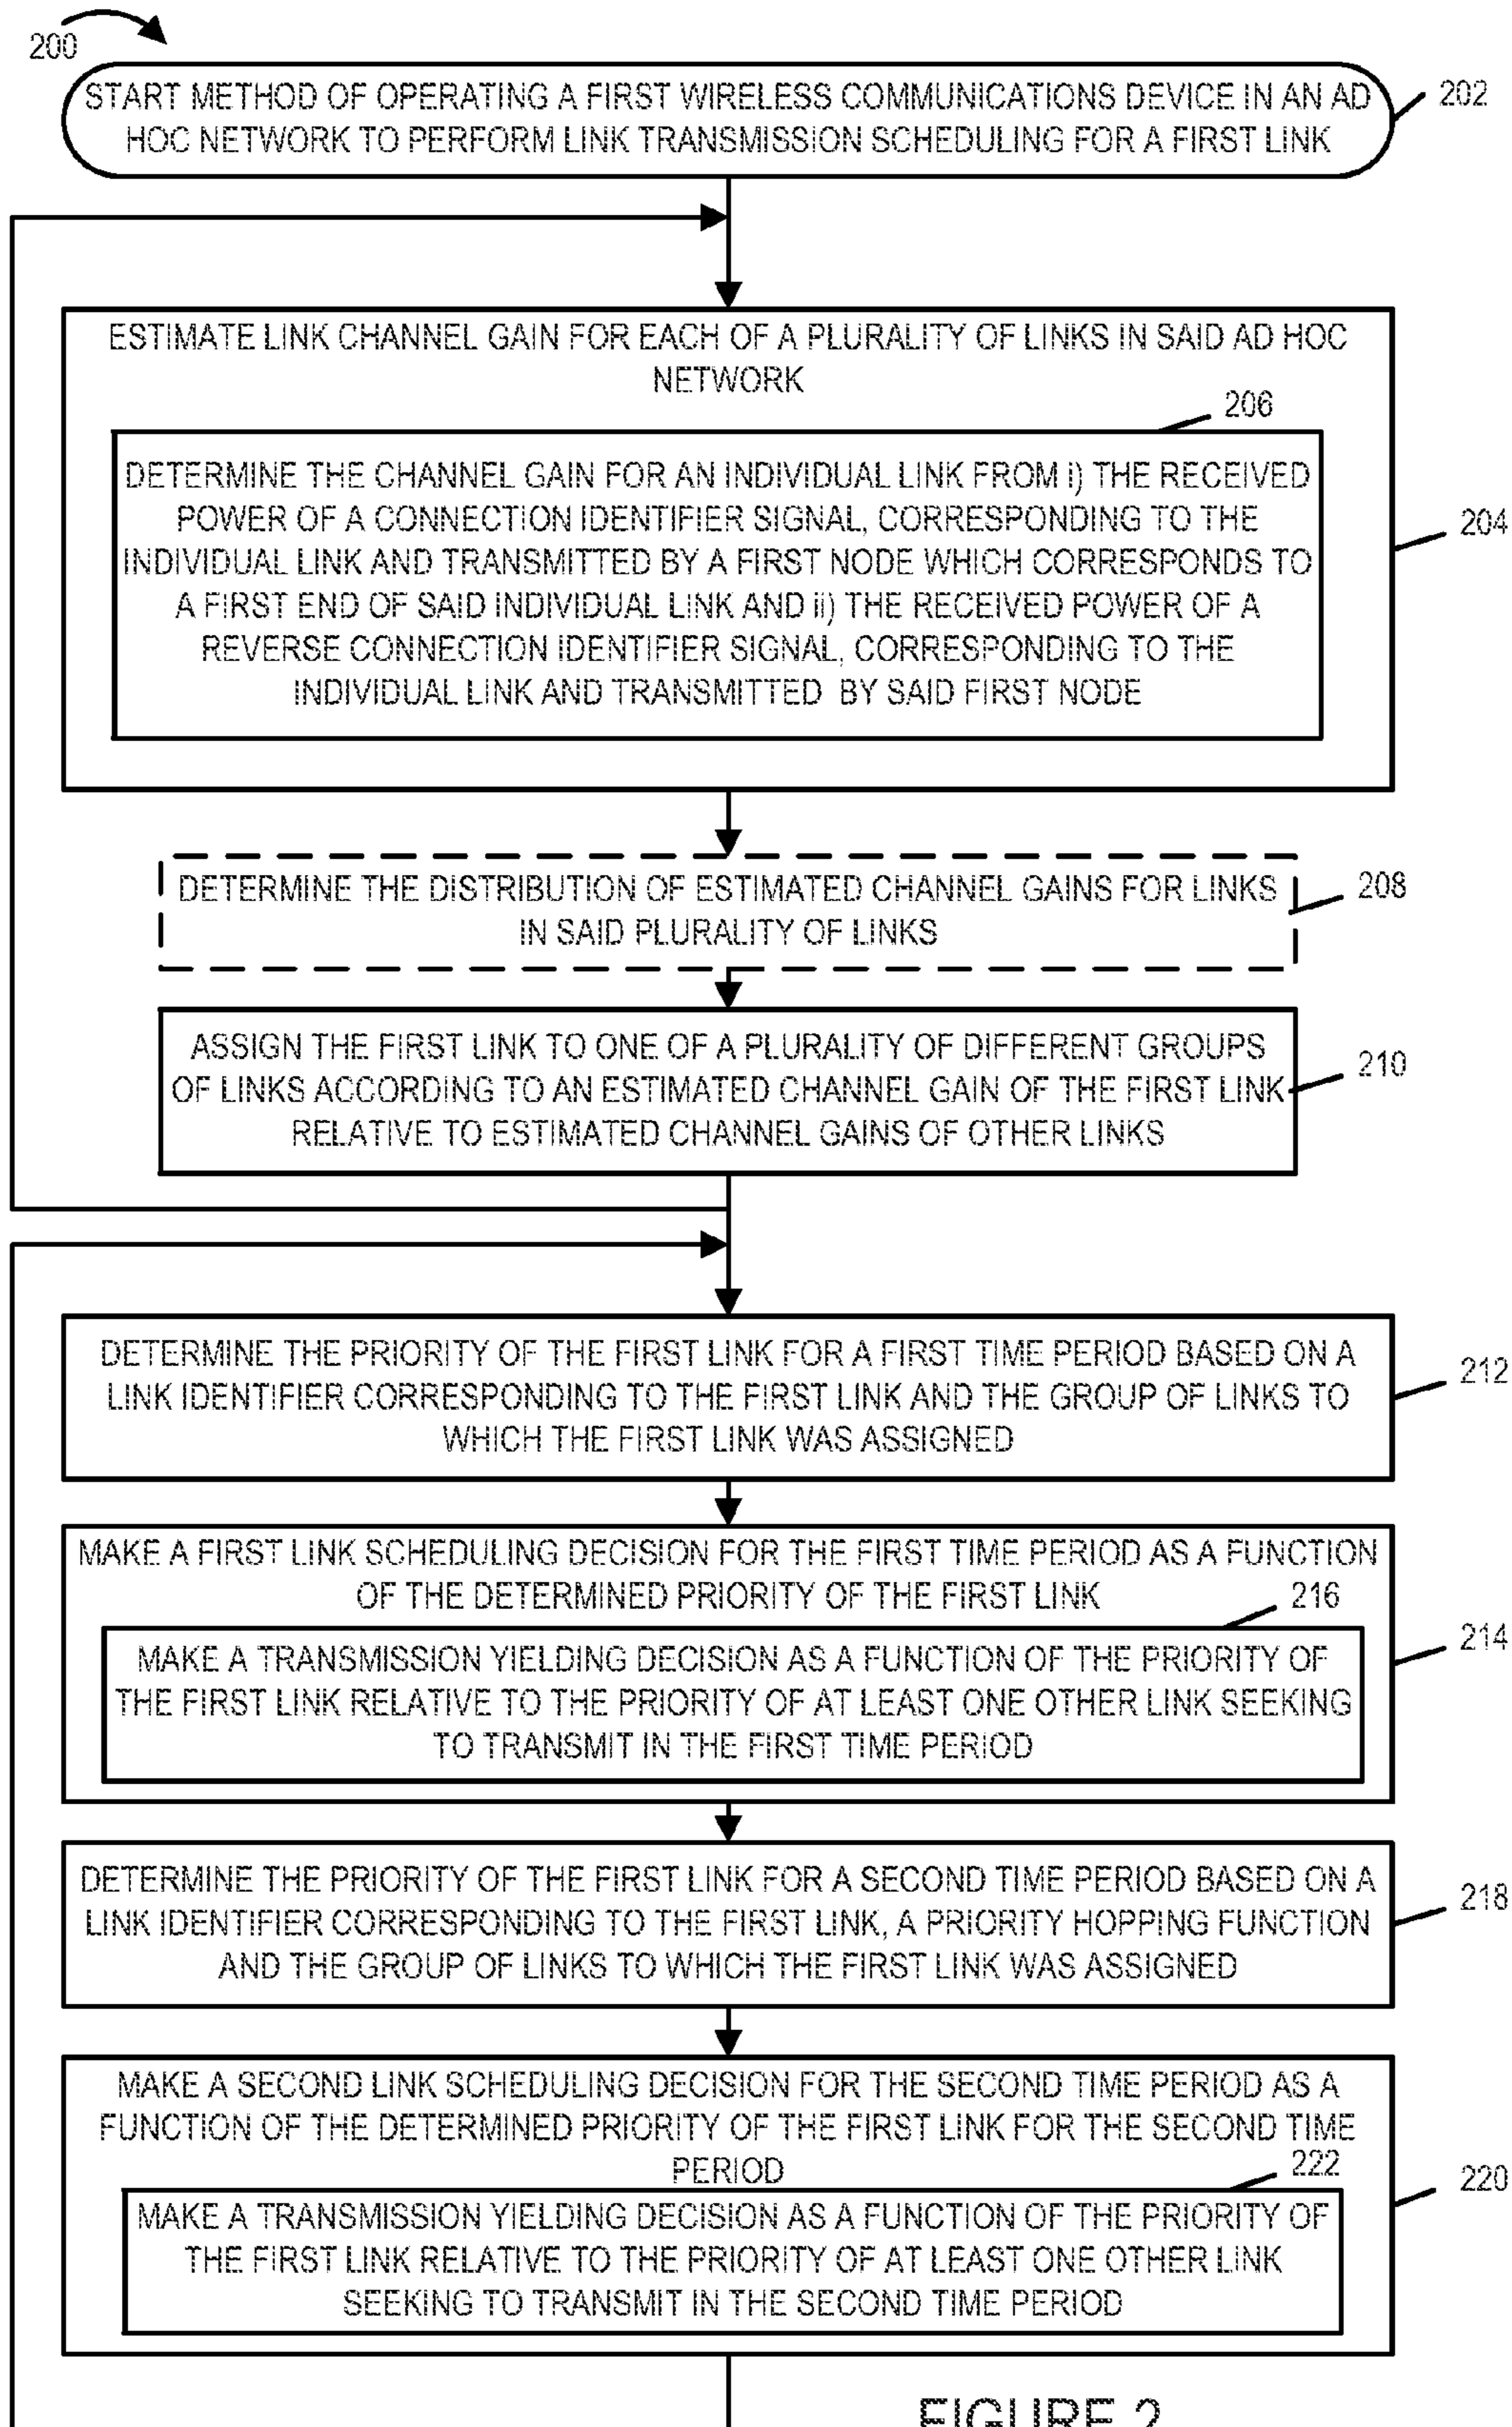 200
START METHOD OF OPERATING A FIRST WIRELESS COMMUNICATIONS DEVICE IN AN AD
HOC NETWORK TO PERFORM LINK TRANSMISSION SCHEDULING FOR A FIRST LINK
202
ESTIMATE LINK CHANNEL GAIN FOR EACH OF A PLURALITY OF LINKS IN SAID AD HOC
NETWORK
206
DETERMINE THE CHANNEL GAIN FOR AN INDIVIDUAL LINK FROM i) THE RECEIVED
POWER OF A CONNECTION IDENTIFIER SIGNAL, CORRESPONDING TO THE
INDIVIDUAL LINK AND TRANSMITTED BY A FIRST NODE WHICH CORRESPONDS TO
A FIRST END OF SAID INDIVIDUAL LINK AND ii) THE RECEIVED POWER OF A
REVERSE CONNECTION IDENTIFIER SIGNAL, CORRESPONDING TO THE
INDIVIDUAL LINK AND TRANSMITTED BY SAID FIRST NODE
204
DETERMINE THE DISTRIBUTION OF ESTIMATED CHANNEL GAINS FOR LINKS
IN SAID PLURALITY OF LINKS
208
ASSIGN THE FIRST LINK TO ONE OF A PLURALITY OF DIFFERENT GROUPS
OF LINKS ACCORDING TO AN ESTIMATED CHANNEL GAIN OF THE FIRST LINK
RELATIVE TO ESTIMATED CHANNEL GAINS OF OTHER LINKS
210
DETERMINE THE PRIORITY OF THE FIRST LINK FOR A FIRST TIME PERIOD BASED ON A
LINK IDENTIFIER CORRESPONDING TO THE FIRST LINK AND THE GROUP OF LINKS TO
WHICH THE FIRST LINK WAS ASSIGNED
212
MAKE A FIRST LINK SCHEDULING DECISION FOR THE FIRST TIME PERIOD AS A FUNCTION
OF THE DETERMINED PRIORITY OF THE FIRST LINK
216
MAKE A TRANSMISSION YIELDING DECISION AS A FUNCTION OF THE PRIORITY OF
THE FIRST LINK RELATIVE TO THE PRIORITY OF AT LEAST ONE OTHER LINK SEEKING
TO TRANSMIT IN THE FIRST TIME PERIOD
214
DETERMINE THE PRIORITY OF THE FIRST LINK FOR A SECOND TIME PERIOD BASED ON A
LINK IDENTIFIER CORRESPONDING TO THE FIRST LINK, A PRIORITY HOPPING FUNCTION
AND THE GROUP OF LINKS TO WHICH THE FIRST LINK WAS ASSIGNED
218
MAKE A SECOND LINK SCHEDULING DECISION FOR THE SECOND TIME PERIOD AS A
FUNCTION OF THE DETERMINED PRIORITY OF THE FIRST LINK FOR THE SECOND TIME
PERIOD
222
MAKE A TRANSMISSION YIELDING DECISION AS A FUNCTION OF THE PRIORITY OF
THE FIRST LINK RELATIVE TO THE PRIORITY OF AT LEAST ONE OTHER LINK
SEEKING TO TRANSMIT IN THE SECOND TIME PERIOD
220
FIGURE 2